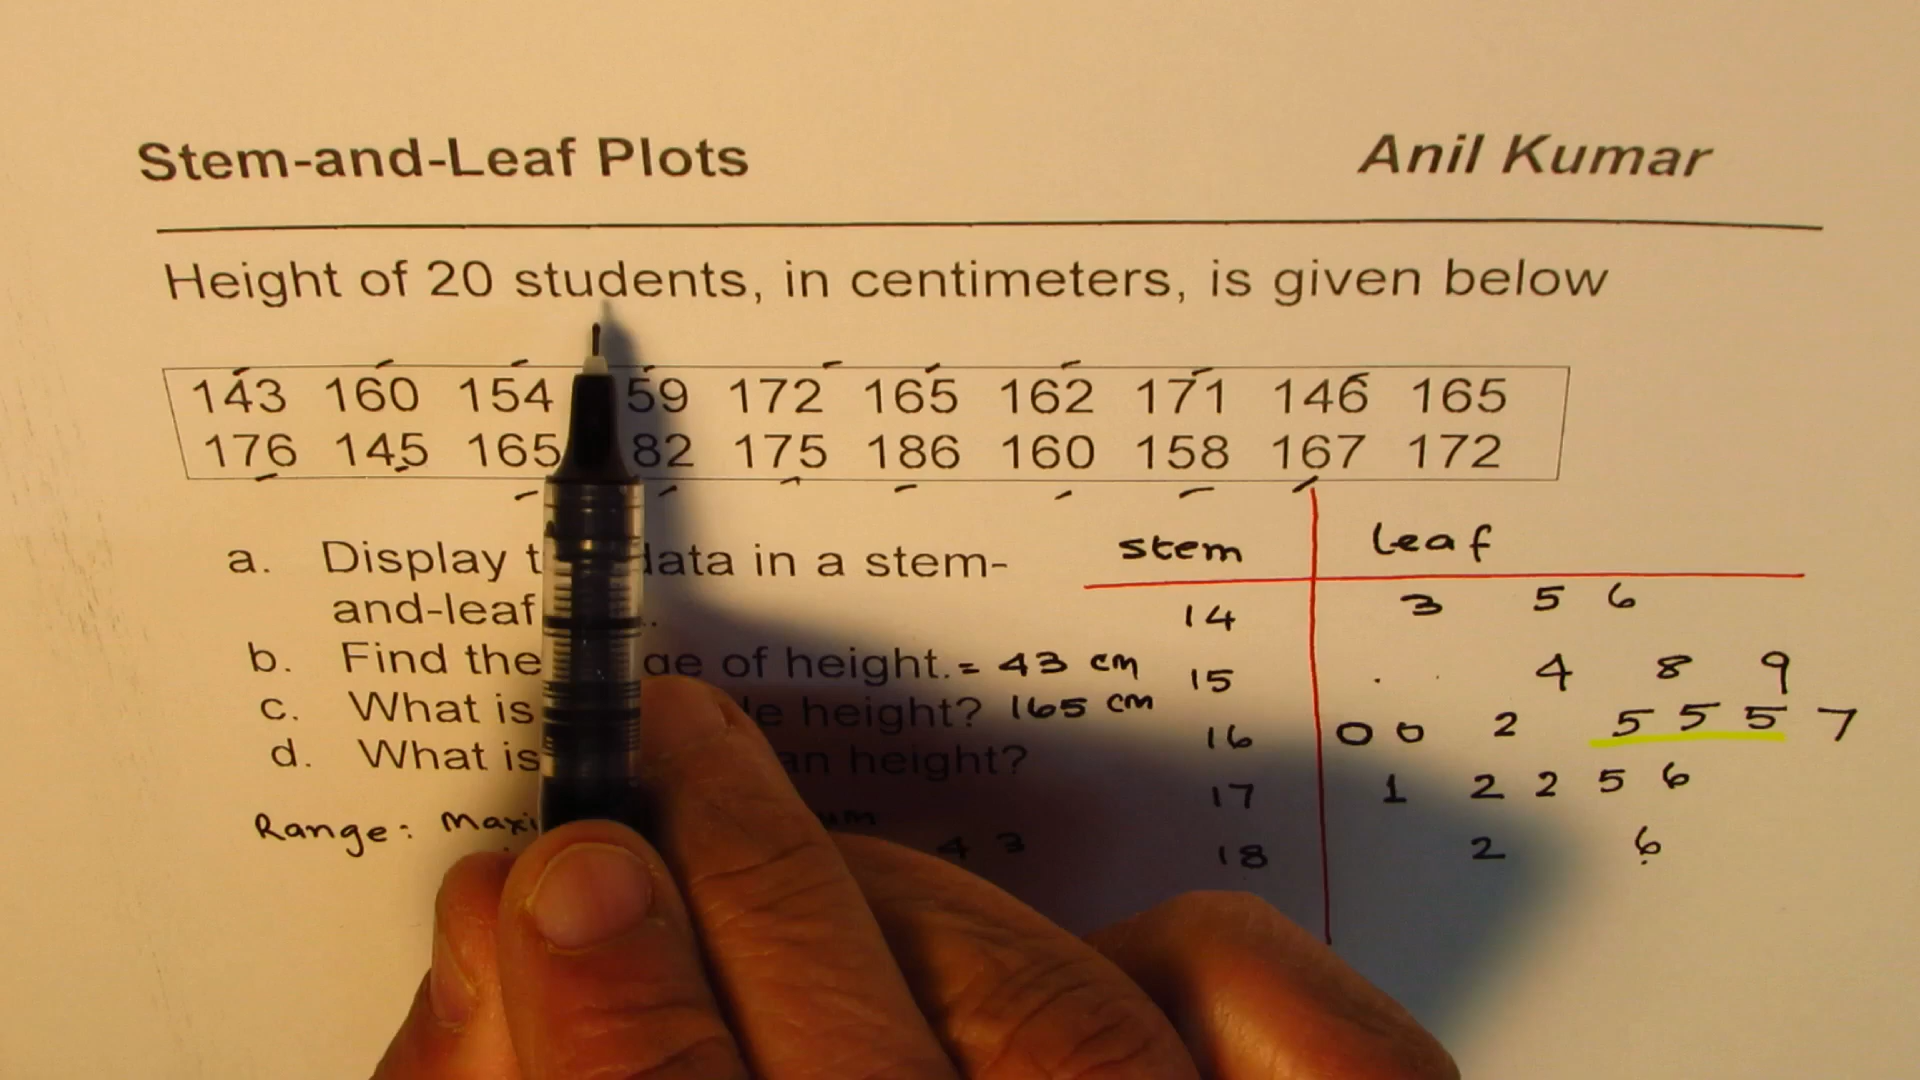 Stem-and-Leaf Plots Anil Kumar
Height of 20 students, in centimeters, is given below
143 160 154 59 172 165 162 171 146 165
176 145 165 82 175 186 160 158 167 172
a. Display data in a stem-
and-leaf
b. Find the of height. = 43 cm
c. What is height? 165 cm
d. What is height?
Range:
43
stem leaf
14 3 5 6
15 4 8 9
16 0 0 2 5 5 5 7
17 1 2 2 5 6
18 2 6